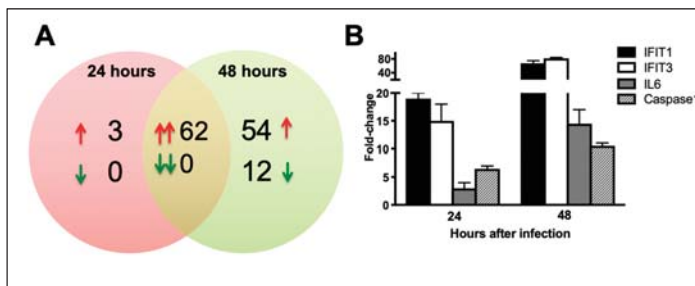 A
24 hours
48 hours
↑ 3
↑↑ 62
54 ↑
↓ 0
↓↓ 0
12 ↓
B
Fold-change
80
40
20
15
10
5
0
24
48
Hours after infection
IFIT1
IFIT3
IL6
Caspase